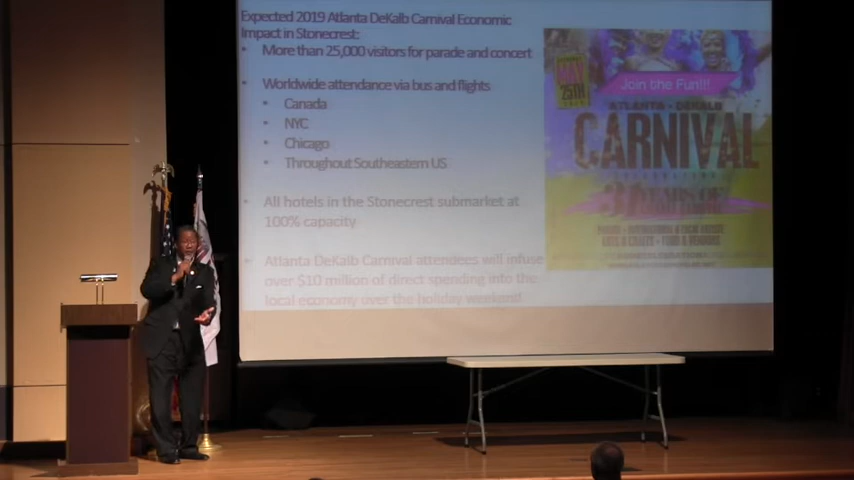 Expected 2019 Atlanta DeKalb Carnival Economic
Impact in Stonecrest:
• More than 25,000 visitors for parade and concert
• Worldwide attendance via bus and flights
• Canada
• NYC
• Chicago
• Throughout Southeastern US
• All hotels in the Stonecrest submarket at
100% capacity
• Atlanta DeKalb Carnival attendees will infuse
over $10 million of direct spending into the
local economy over the holiday weekend!
MAY
25TH
Join the Fun!!!
ATLANTA - DEKALB
CARNIVAL
YEARS OF